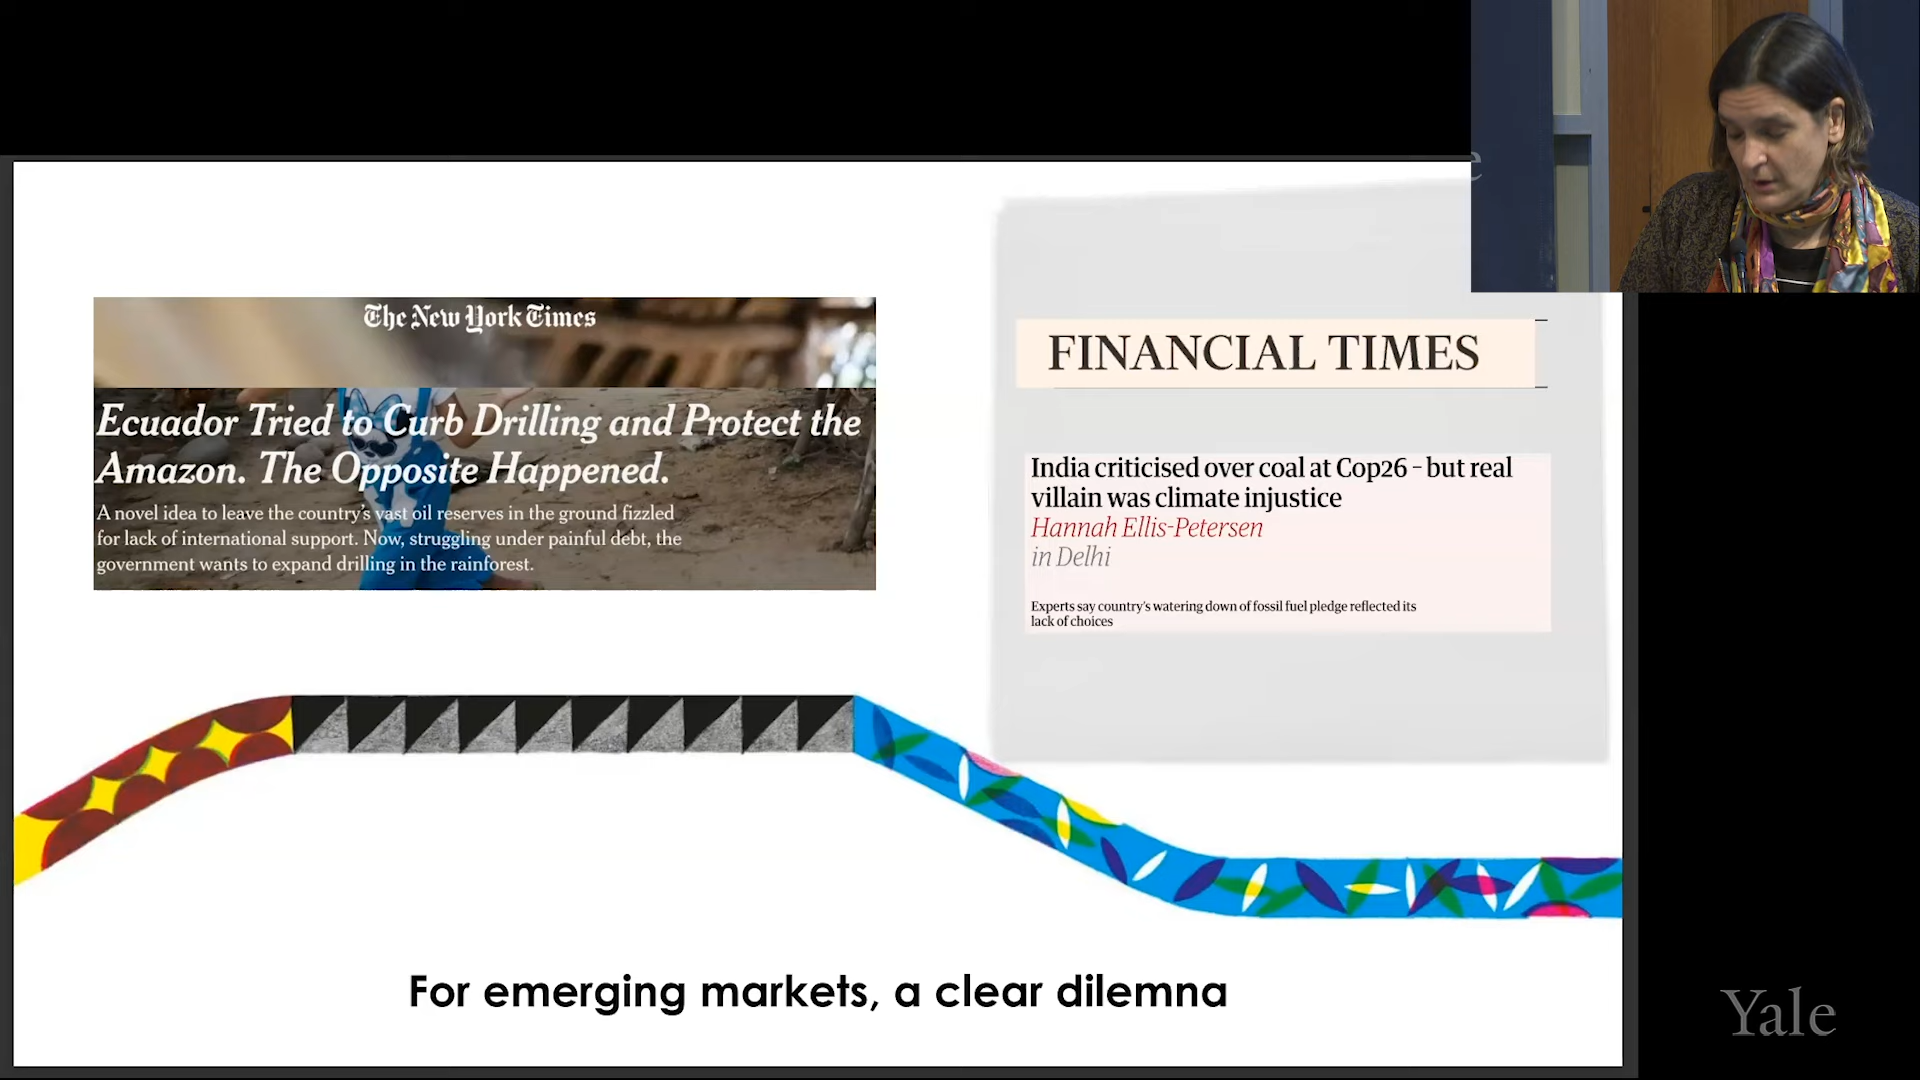 The New York Times
Ecuador Tried to Curb Drilling and Protect the
Amazon. The Opposite Happened.
A novel idea to leave the country's vast oil reserves in the ground fizzled
for lack of international support. Now, struggling under painful debt, the
government wants to expand drilling in the rainforest.
FINANCIAL TIMES
India criticised over coal at Cop26 – but real
villain was climate injustice
Hannah Ellis-Petersen
in Delhi
Experts say country's watering down of fossil fuel pledge reflected its
lack of choices
For emerging markets, a clear dilemna
Yale